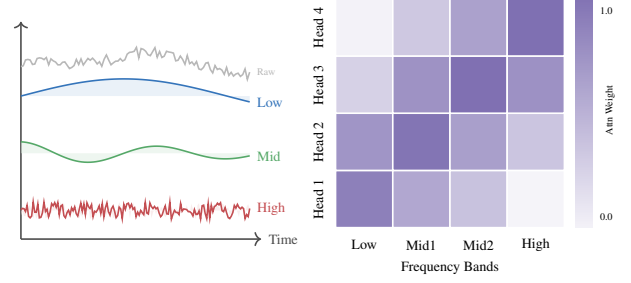 Raw
Low
Mid
High
Time
Head 4
Head 3
Head 2
Head 1
Low Mid1 Mid2 High
Frequency Bands
1.0
Attn Weight
0.0